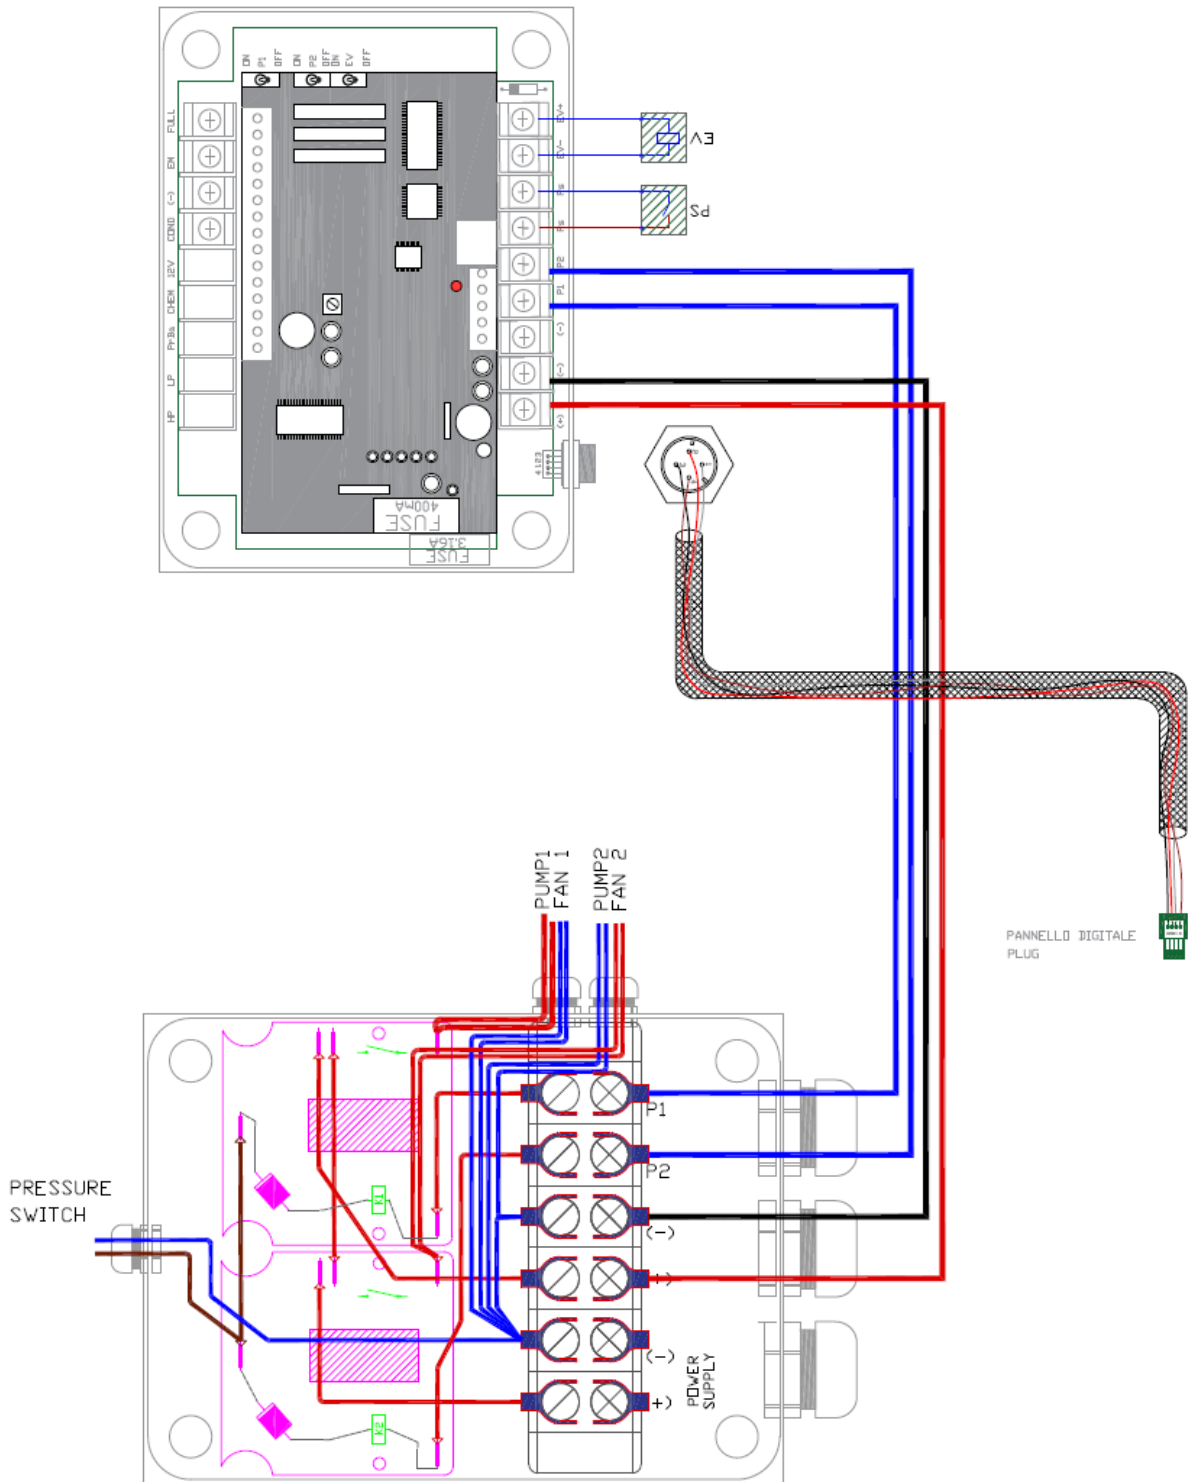 ON
P1
OFF
ON
P2
OFF
ON
EV
OFF
FULL
EM
(-)
COND
12V
CHEM
LP
HP
EV+
EV-
PS
PS
P2
P1
(-)
(-)
(+)
EV
PS
4123
FUSE
400mA
FUSE
3.16A
PUMP1
FAN 1
PUMP2
FAN 2
PANNELLO DIGITALE
PLUG
PRESSURE
SWITCH
K1
K2
P1
P2
(-)
(-)
+)
POWER
SUPPLY